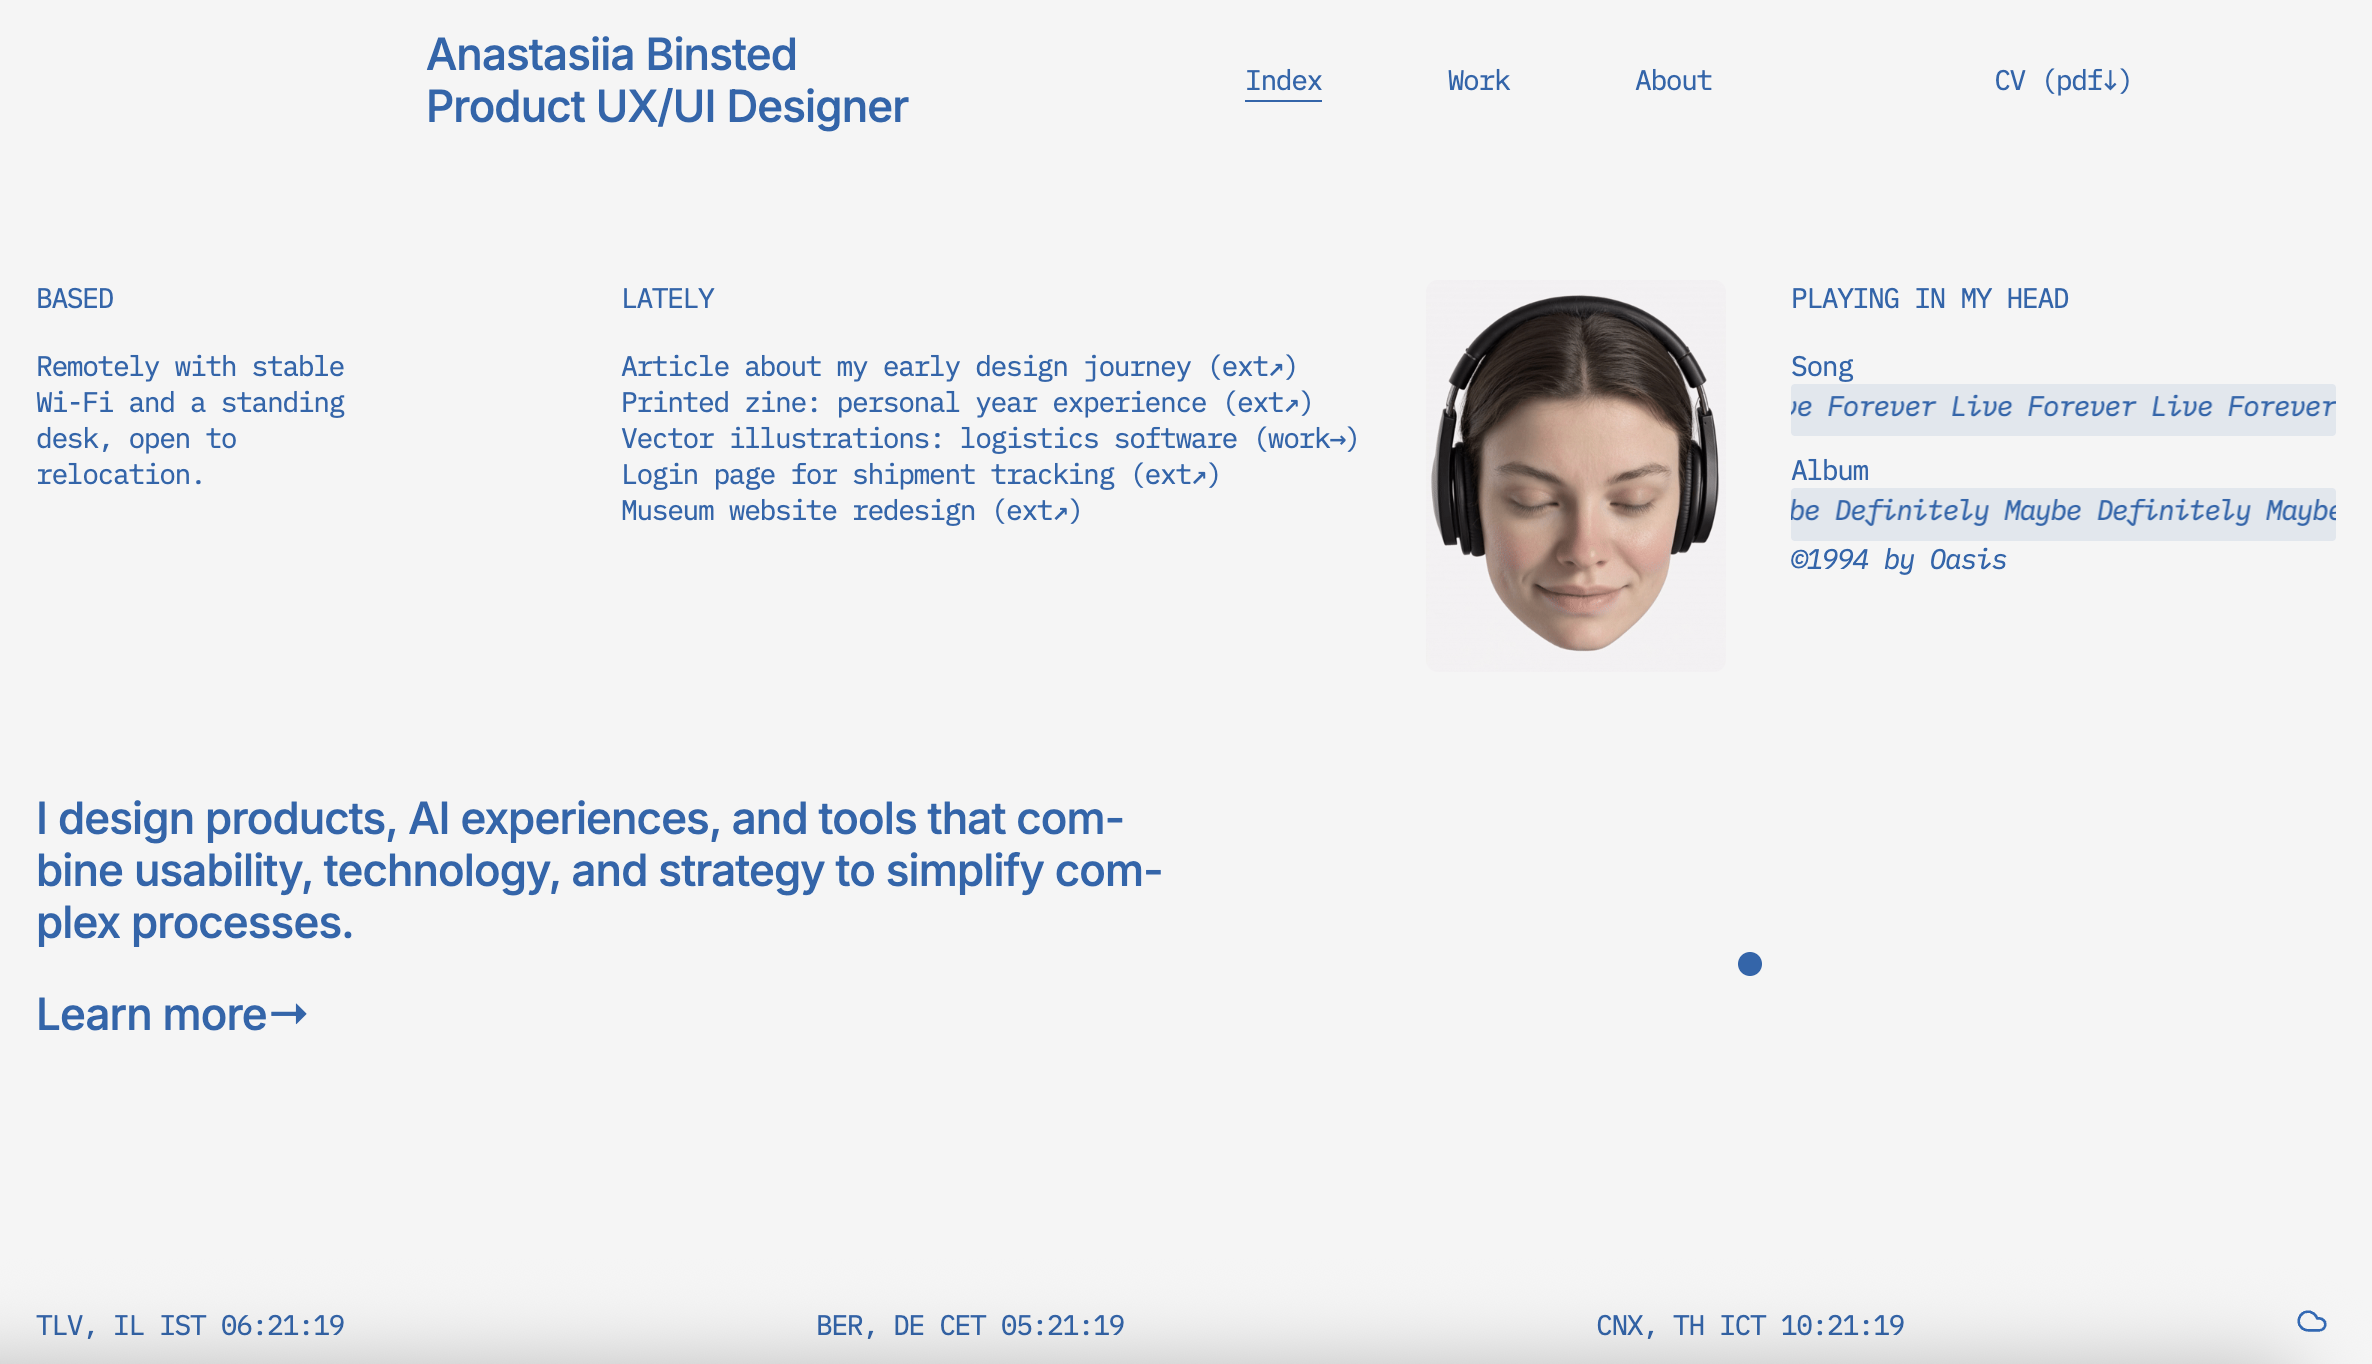 Anastasiia Binsted
Product UX/UI Designer
Index
Work
About
CV (pdf↓)
BASED
Remotely with stable
Wi-Fi and a standing
desk, open to
relocation.
LATELY
Article about my early design journey (ext↗)
Printed zine: personal year experience (ext↗)
Vector illustrations: logistics software (work→)
Login page for shipment tracking (ext↗)
Museum website redesign (ext↗)
PLAYING IN MY HEAD
Song
ve Forever Live Forever Live Forever
Album
be Definitely Maybe Definitely Maybe
©1994 by Oasis
I design products, AI experiences, and tools that com-
bine usability, technology, and strategy to simplify com-
plex processes.
Learn more→
TLV, IL IST 06:21:19
BER, DE CET 05:21:19
CNX, TH ICT 10:21:19